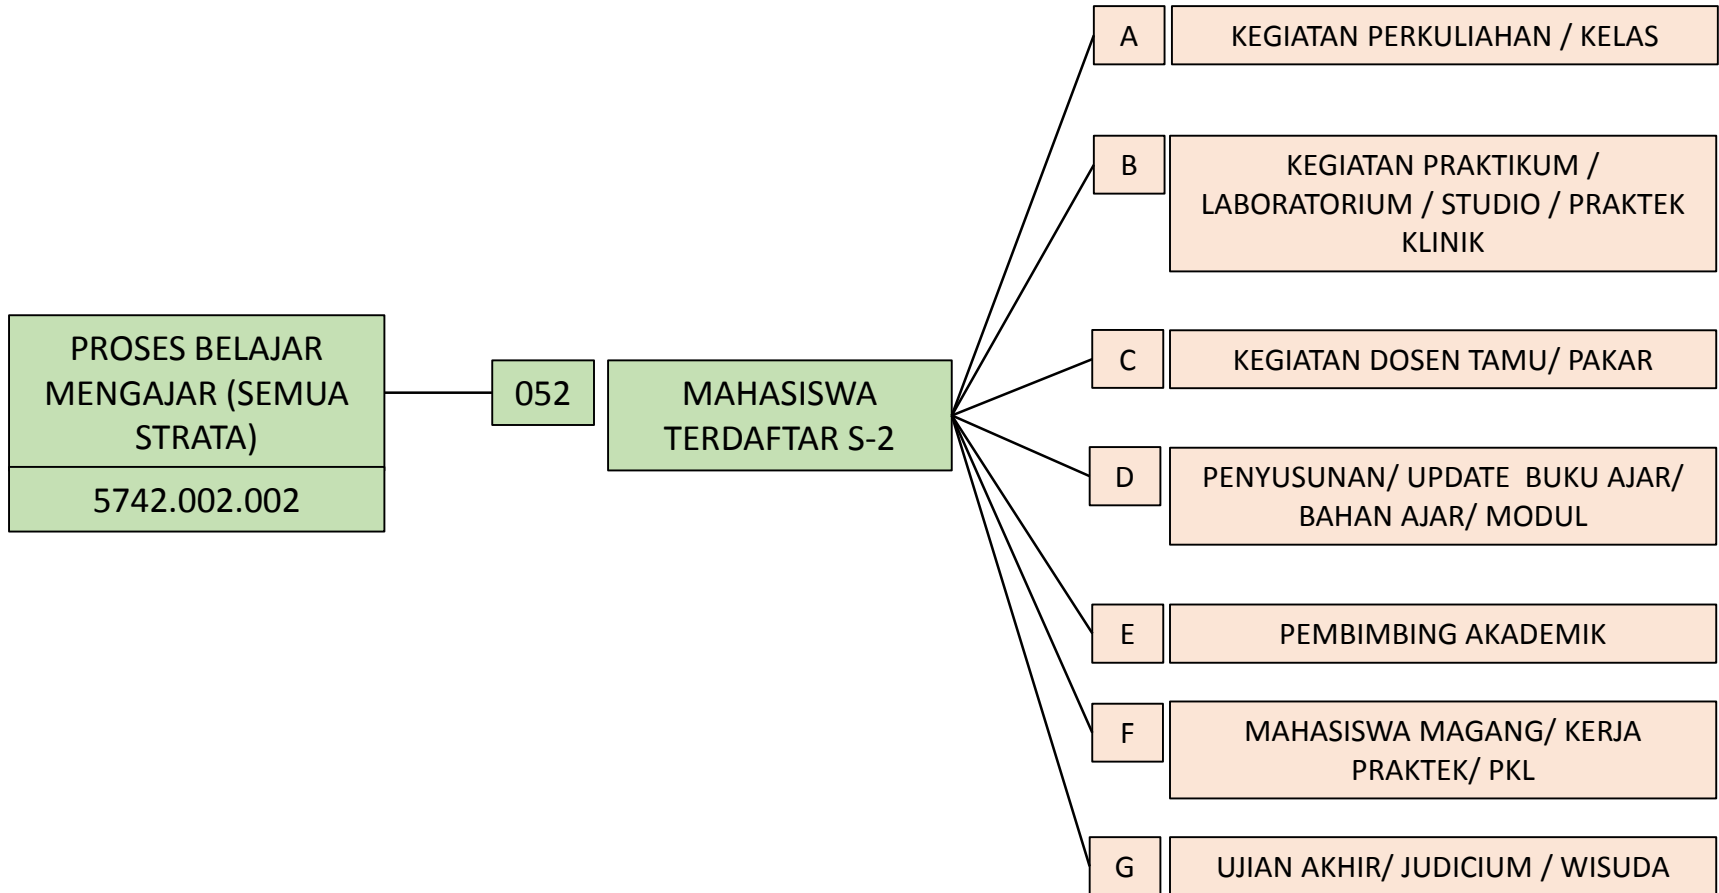 PROSES BELAJAR
MENGAJAR (SEMUA
STRATA)
5742.002.002
052
MAHASISWA
TERDAFTAR S-2
A
KEGIATAN PERKULIAHAN / KELAS
B
KEGIATAN PRAKTIKUM /
LABORATORIUM / STUDIO / PRAKTEK
KLINIK
C
KEGIATAN DOSEN TAMU/ PAKAR
D
PENYUSUNAN/ UPDATE  BUKU AJAR/
BAHAN AJAR/ MODUL
E
PEMBIMBING AKADEMIK
F
MAHASISWA MAGANG/ KERJA
PRAKTEK/ PKL
G
UJIAN AKHIR/ JUDICIUM / WISUDA